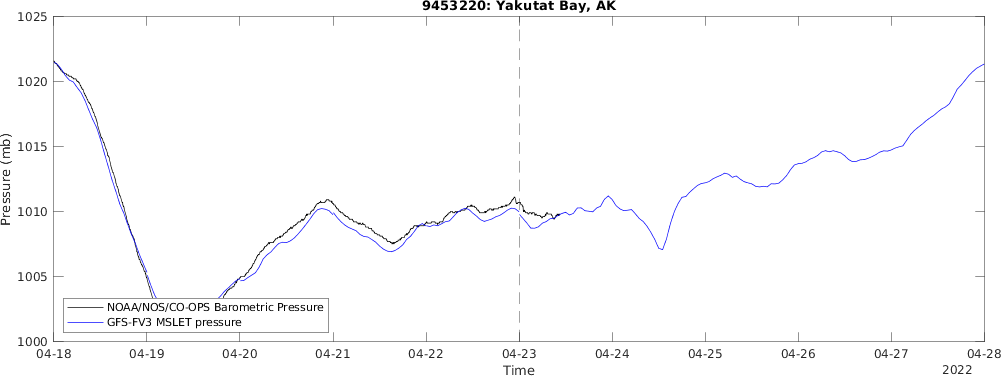 9453220: Yakutat Bay, AK
Pressure (mb)
1025
1020
1015
1010
1005
1000
NOAA/NOS/CO-OPS Barometric Pressure
GFS-FV3 MSLET pressure
04-18 04-19 04-20 04-21 04-22 04-23 04-24 04-25 04-26 04-27 04-28
Time
2022